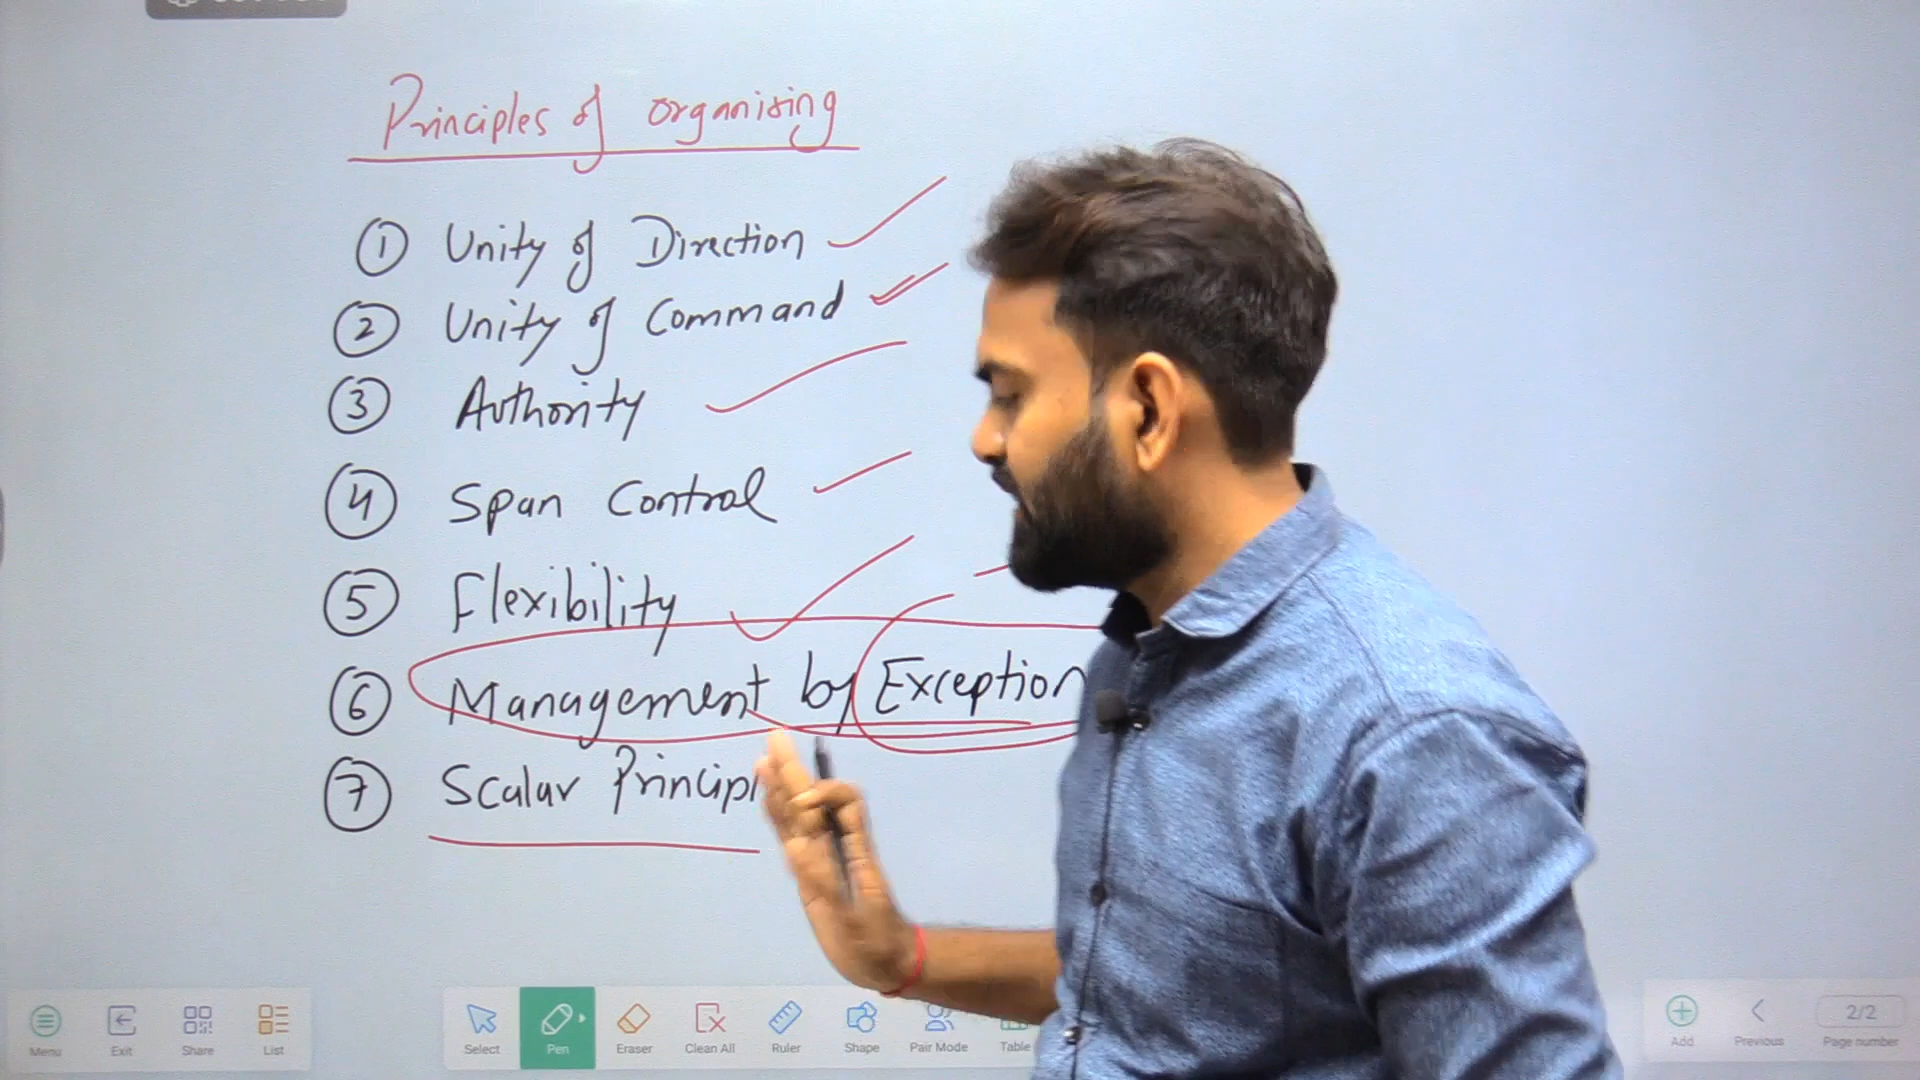 Principles of organising
① Unity of Direction
② Unity of Command
③ Authority
④ Span Control
⑤ Flexibility
⑥ Management by Exception
⑦ Scalar
Menu Exit Share List Select Pen Eraser Clean All Ruler Shape Pair Mode Table Add Previous 2/2 Page number